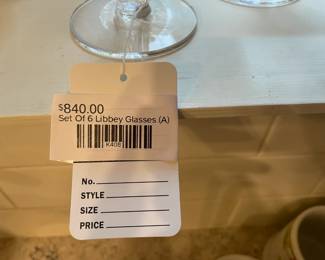 $840.00
Set Of 6 Libbey Glasses (A)
K408
No.
STYLE
SIZE
PRICE